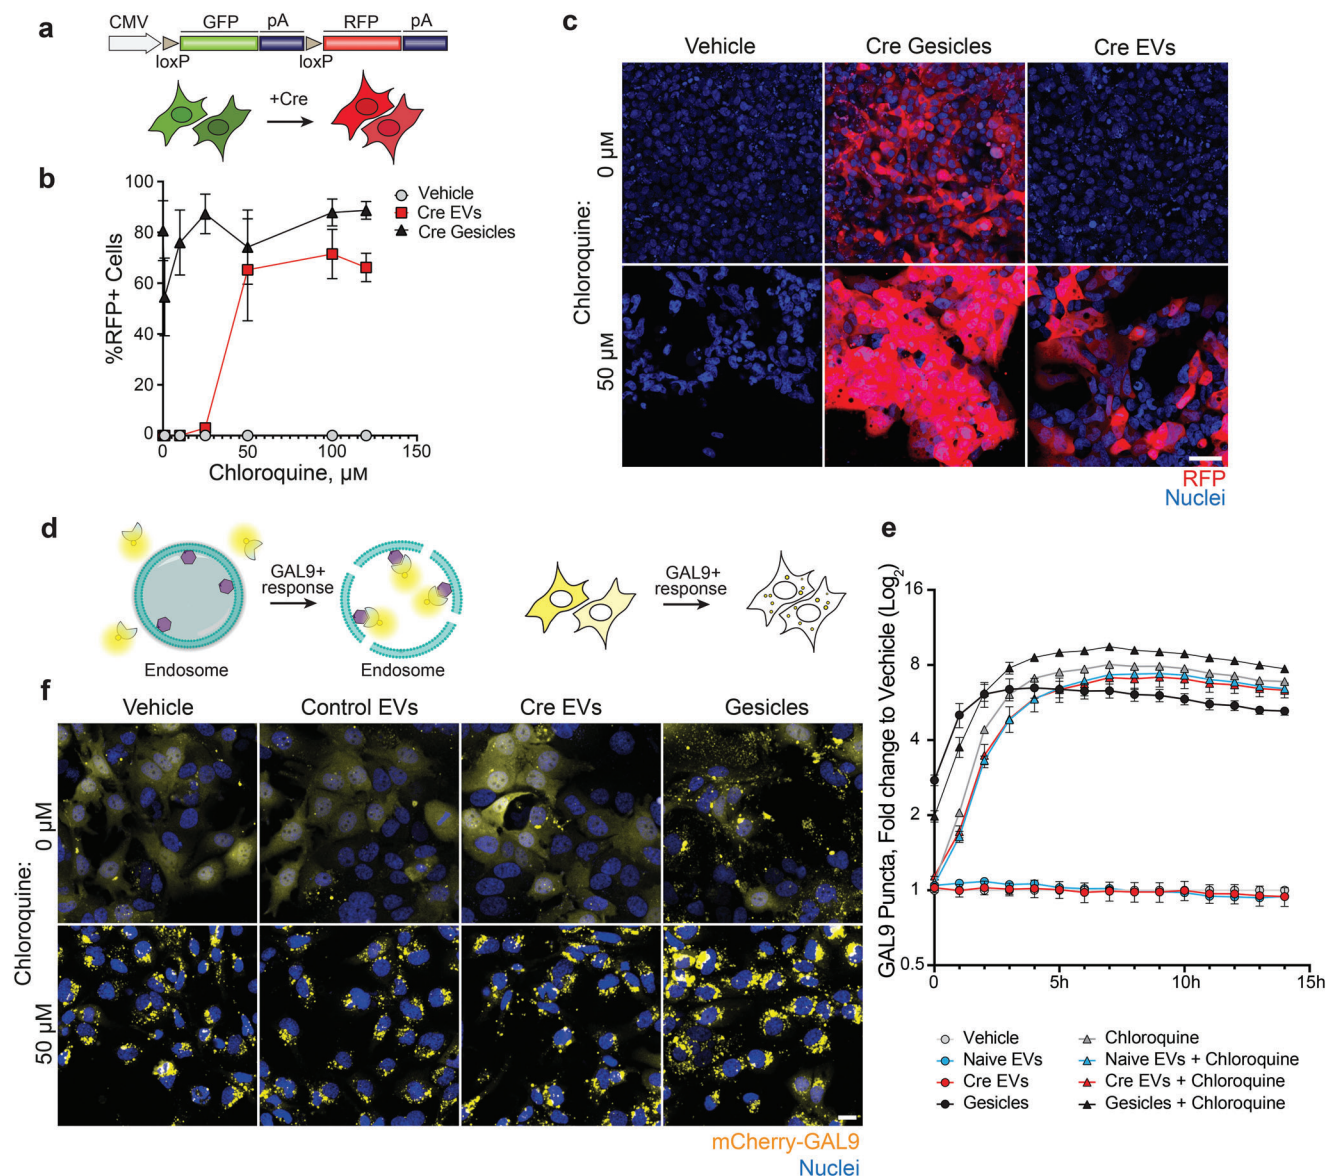 a
CMV
GFP
pA
RFP
pA
loxP
loxP
+Cre
b
%RFP+ Cells
100
80
60
40
20
0
0
50
100
150
Chloroquine, µM
Vehicle
Cre EVs
Cre Gesicles
c
Vehicle
Cre Gesicles
Cre EVs
Chloroquine:
0 µM
50 µM
RFP
Nuclei
d
GAL9+
response
Endosome
Endosome
GAL9+
response
e
GAL9 Puncta, Fold change to Vechicle (Log2)
16
8
4
2
1
0.5
0
5h
10h
15h
Vehicle
Naive EVs
Cre EVs
Gesicles
Chloroquine
Naive EVs + Chloroquine
Cre EVs + Chloroquine
Gesicles + Chloroquine
f
Vehicle
Control EVs
Cre EVs
Gesicles
Chloroquine:
0 µM
50 µM
mCherry-GAL9
Nuclei